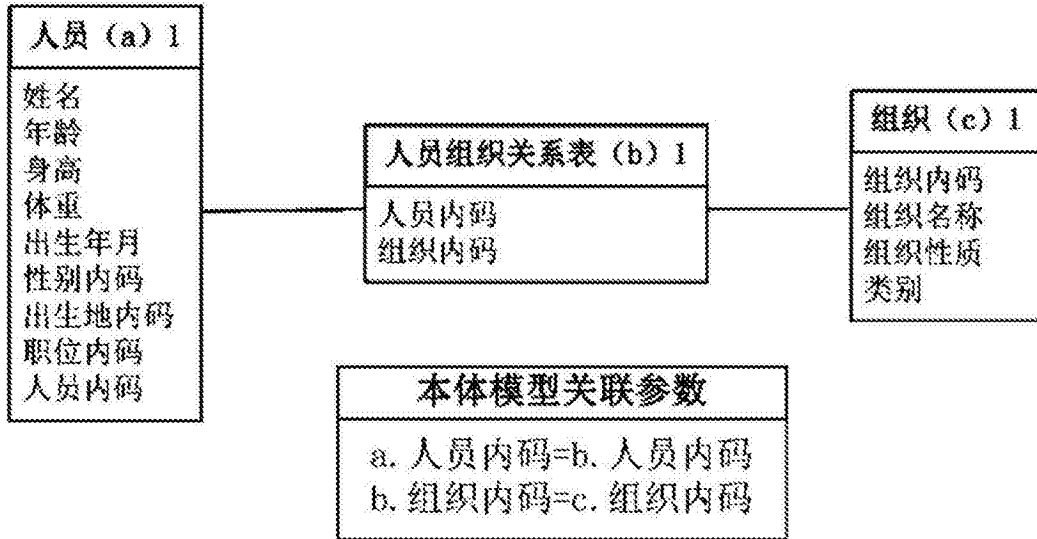 人员（a）1
姓名
年龄
身高
体重
出生年月
性别内码
出生地内码
职位内码
人员内码
人员组织关系表（b）1
人员内码
组织内码
组织（c）1
组织内码
组织名称
组织性质
类别
本体模型关联参数
a. 人员内码=b. 人员内码
b. 组织内码=c. 组织内码